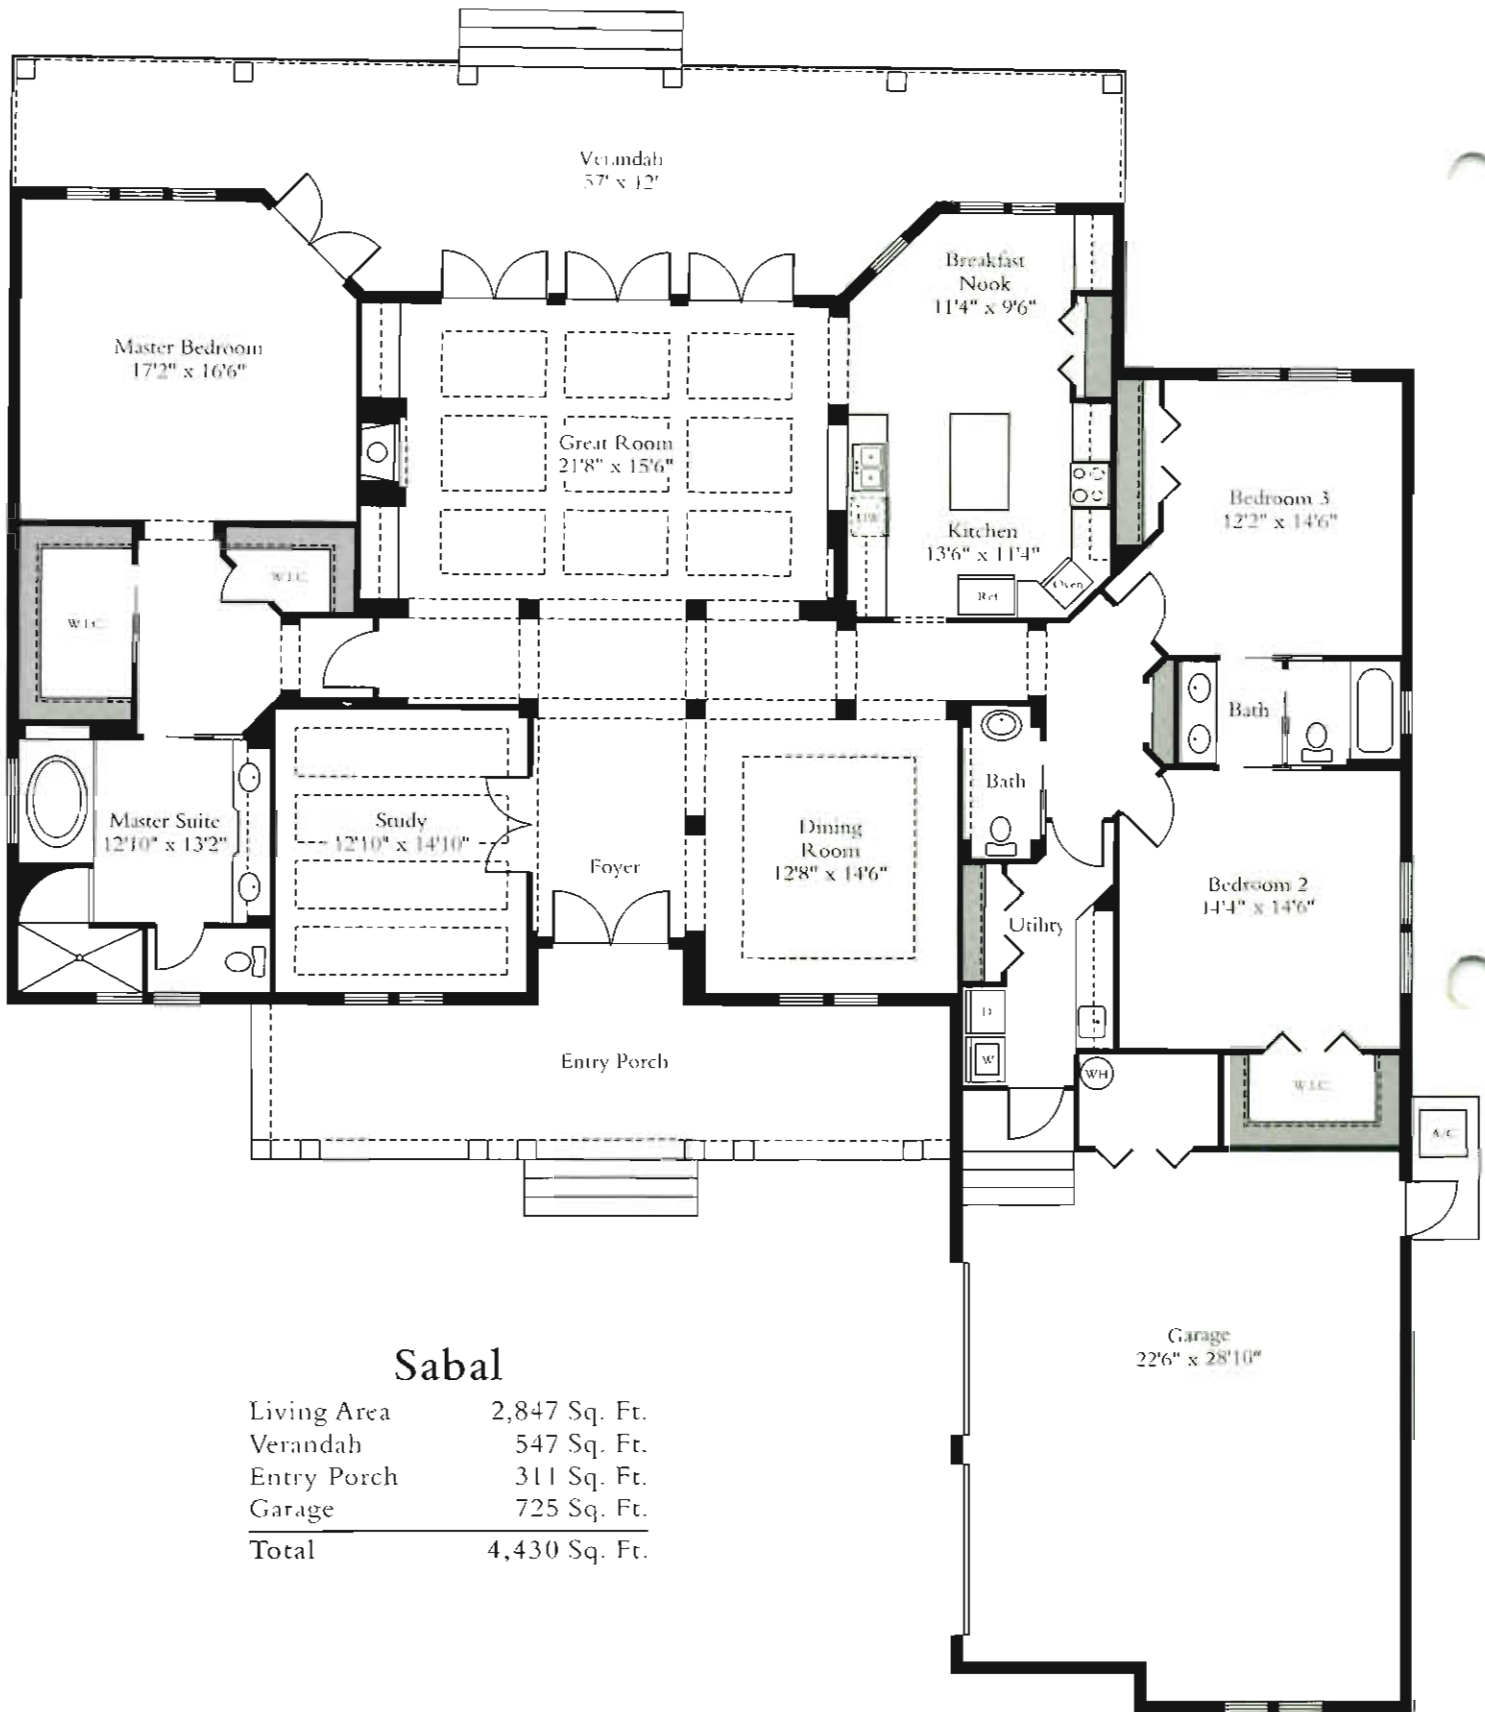 Verandah
57' x 12'
Breakfast
Nook
11'4" x 9'6"
Master Bedroom
17'2" x 16'6"
Great Room
21'8" x 15'6"
DW
Kitchen
13'6" x 11'4"
Oven
Ref
Bedroom 3
12'2" x 14'6"
W.I.C.
W.I.C.
Bath
Bath
Master Suite
12'10" x 13'2"
Study
12'10" x 14'10"
Foyer
Dining
Room
12'8" x 14'6"
Bedroom 2
14'4" x 14'6"
Utility
D
W
WH
W.I.C.
A/C
Entry Porch
Garage
22'6" x 28'10"
Sabal
Living Area 2,847 Sq. Ft.
Verandah 547 Sq. Ft.
Entry Porch 311 Sq. Ft.
Garage 725 Sq. Ft.
Total 4,430 Sq. Ft.